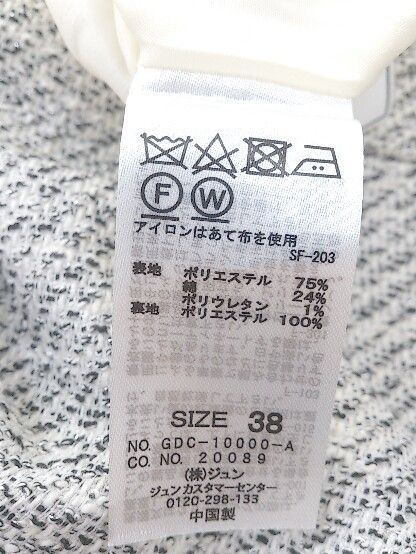 F W
アイロンはあて布を使用
SF-203
表地 ポリエステル 75%
綿 24%
ポリウレタン 1%
裏地 ポリエステル 100%
F-103
SIZE 38
NO. GDC-10000-A
CO. NO. 20089
(株)ジュン
ジュンカスタマーセンター
0120-298-133
中国製